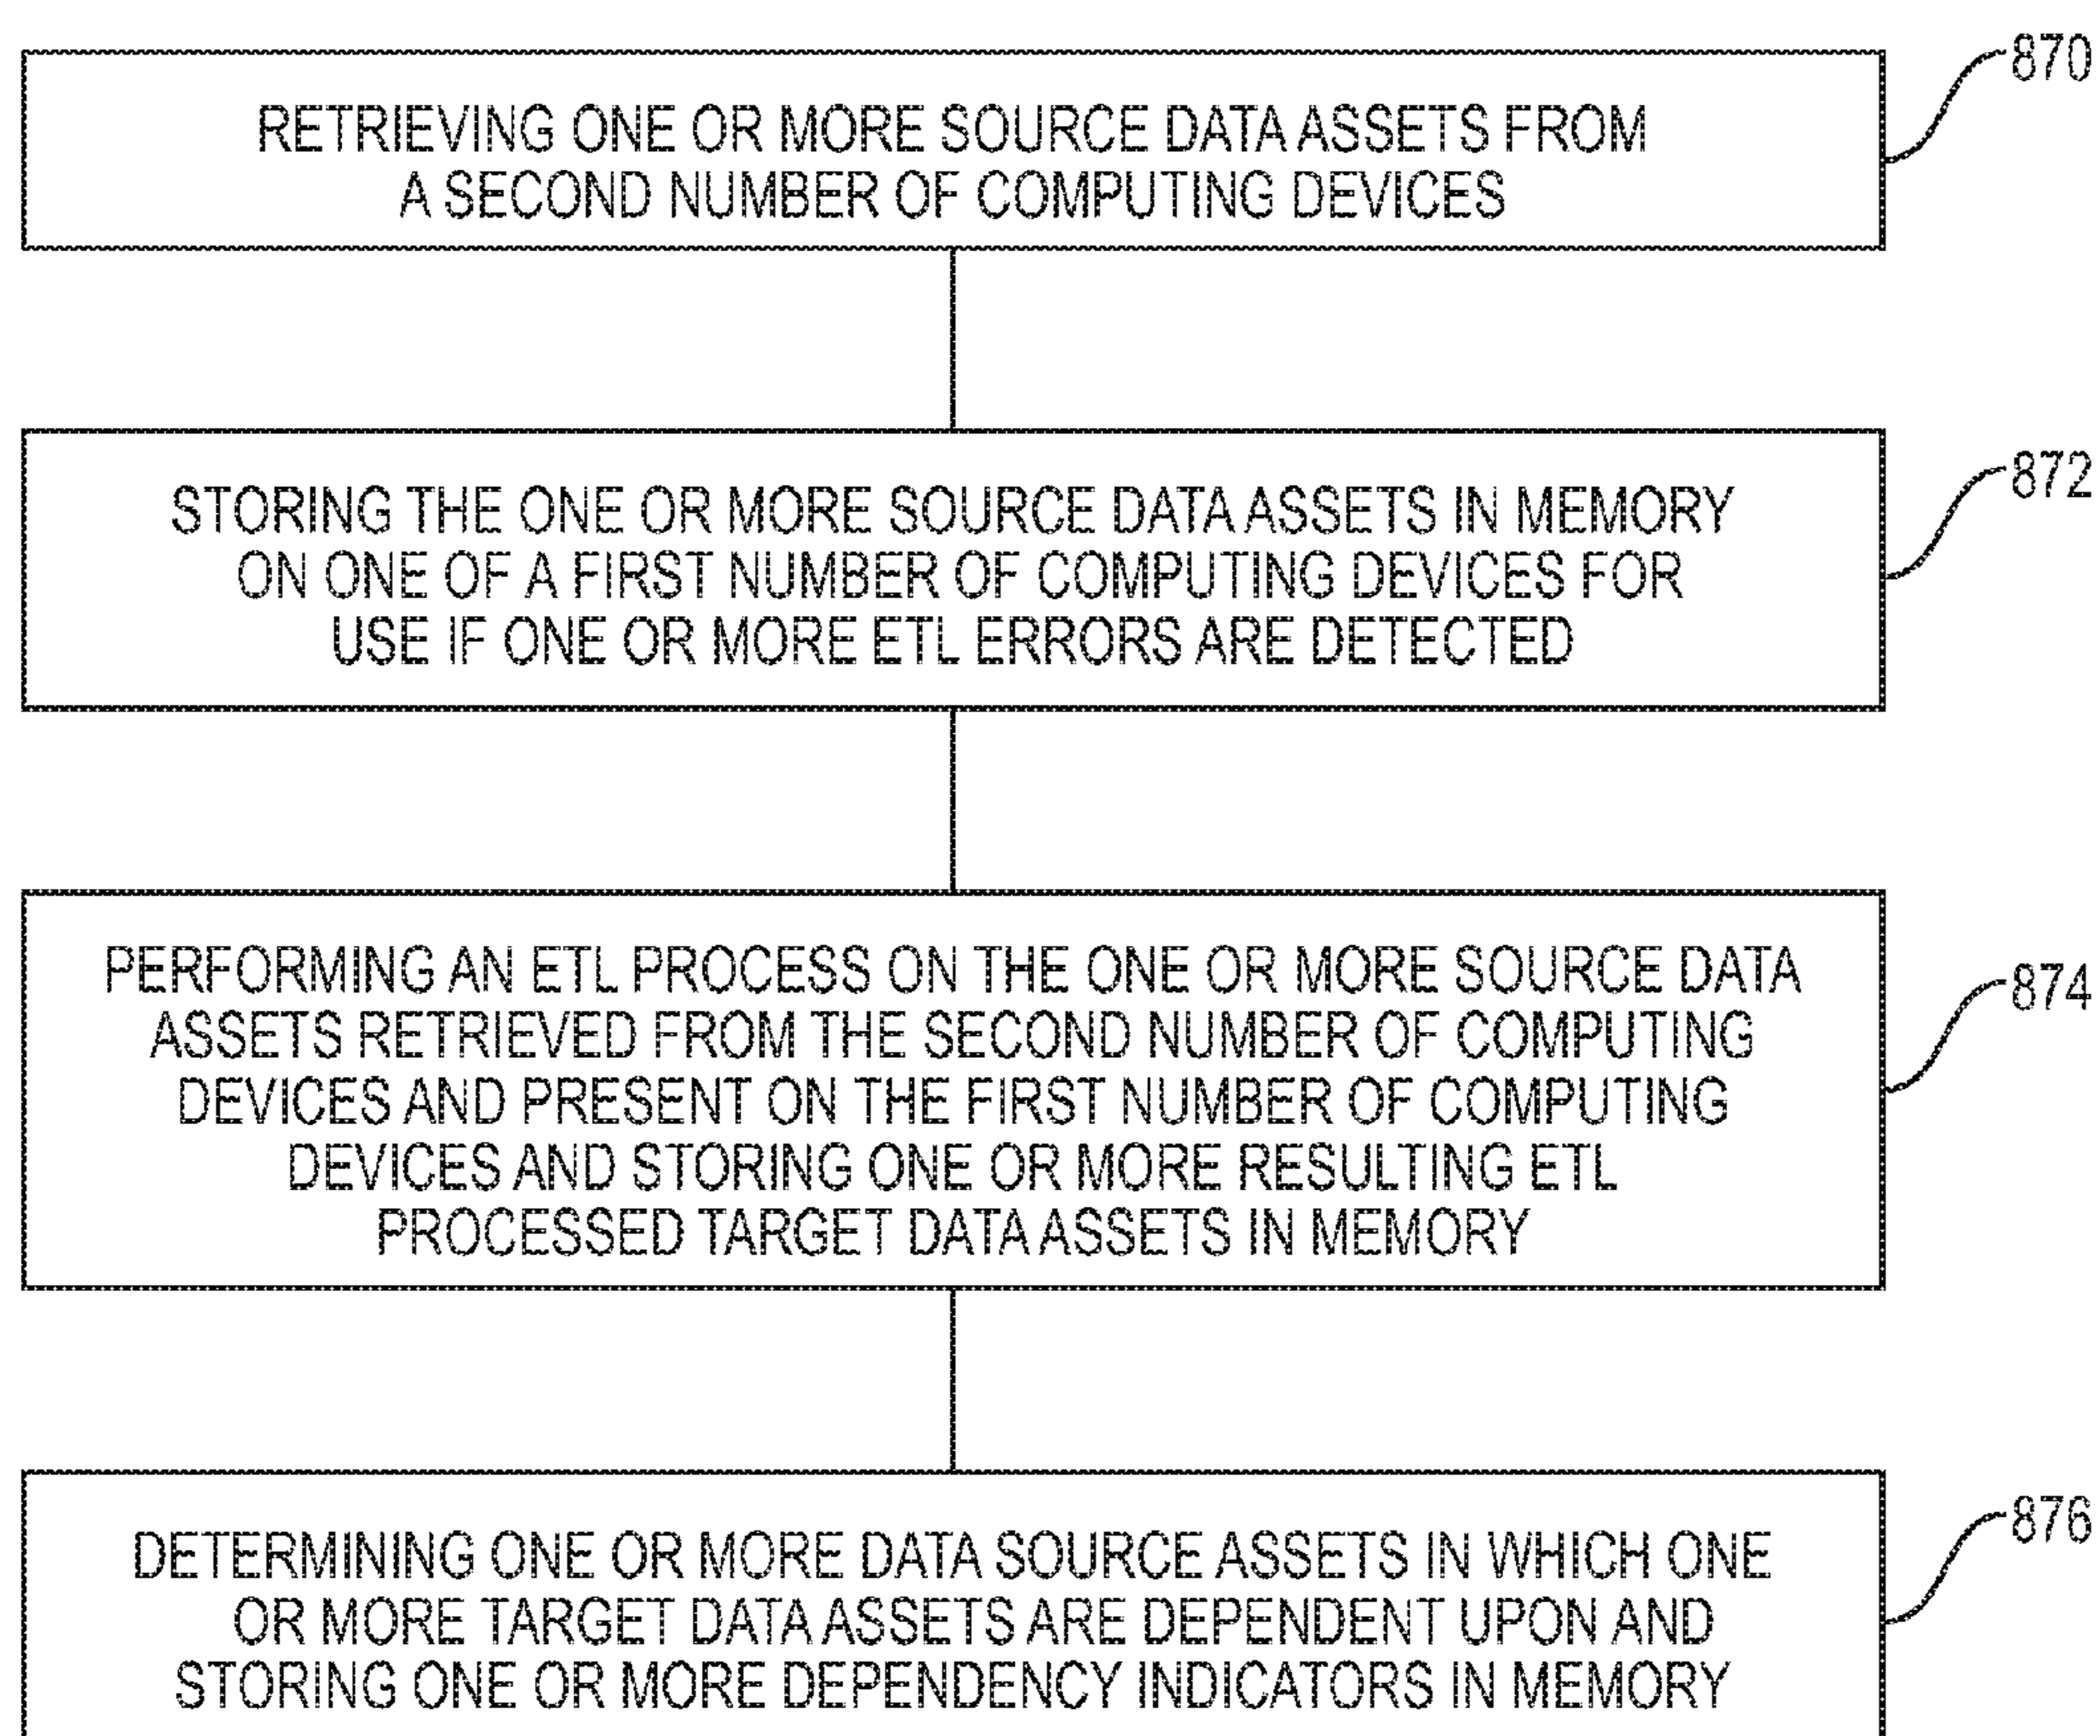 870
RETRIEVING ONE OR MORE SOURCE DATA ASSETS FROM
A SECOND NUMBER OF COMPUTING DEVICES
872
STORING THE ONE OR MORE SOURCE DATA ASSETS IN MEMORY
ON ONE OF A FIRST NUMBER OF COMPUTING DEVICES FOR
USE IF ONE OR MORE ETL ERRORS ARE DETECTED
874
PERFORMING AN ETL PROCESS ON THE ONE OR MORE SOURCE DATA
ASSETS RETRIEVED FROM THE SECOND NUMBER OF COMPUTING
DEVICES AND PRESENT ON THE FIRST NUMBER OF COMPUTING
DEVICES AND STORING ONE OR MORE RESULTING ETL
PROCESSED TARGET DATA ASSETS IN MEMORY
876
DETERMINING ONE OR MORE DATA SOURCE ASSETS IN WHICH ONE
OR MORE TARGET DATA ASSETS ARE DEPENDENT UPON AND
STORING ONE OR MORE DEPENDENCY INDICATORS IN MEMORY